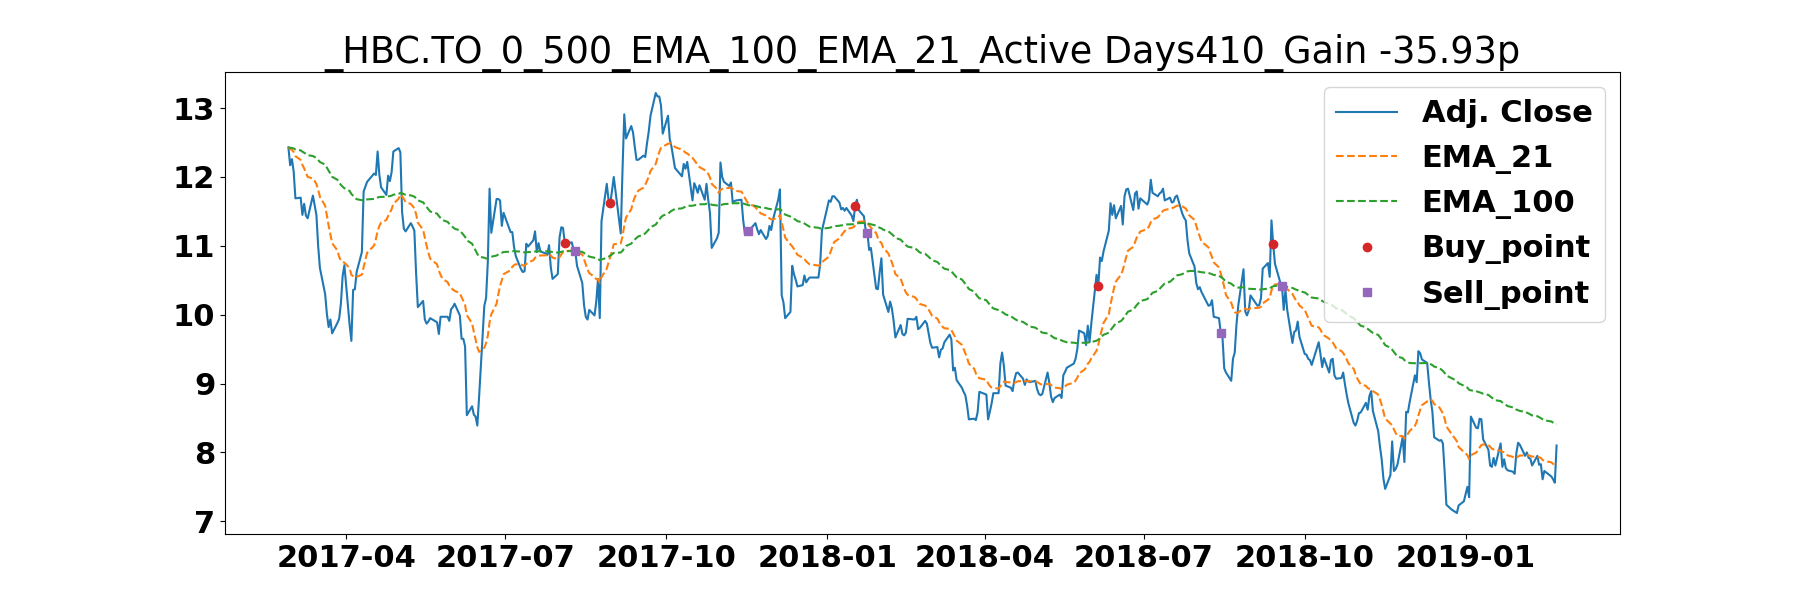 _HBC.TO_0_500_EMA_100_EMA_21_Active Days410_Gain -35.93p
13
12
11
10
9
8
7
Adj. Close
EMA_21
EMA_100
Buy_point
Sell_point
2017-04 2017-07 2017-10 2018-01 2018-04 2018-07 2018-10 2019-01